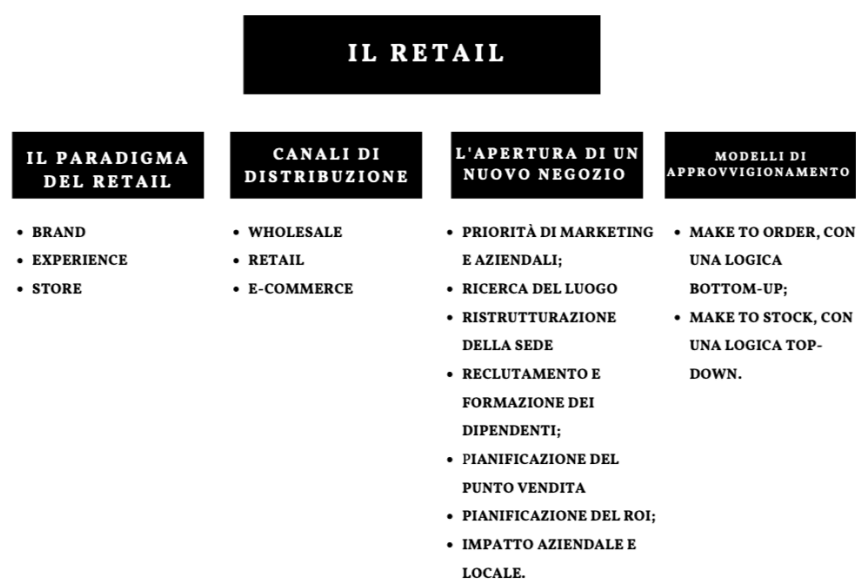 IL RETAIL
IL PARADIGMA
DEL RETAIL
• BRAND
• EXPERIENCE
• STORE
CANALI DI
DISTRIBUZIONE
• WHOLESALE
• RETAIL
• E-COMMERCE
L'APERTURA DI UN
NUOVO NEGOZIO
• PRIORITÀ DI MARKETING
E AZIENDALI;
• RICERCA DEL LUOGO
• RISTRUTTURAZIONE
DELLA SEDE
• RECLUTAMENTO E
FORMAZIONE DEI
DIPENDENTI;
• PIANIFICAZIONE DEL
PUNTO VENDITA
• PIANIFICAZIONE DEL ROI;
• IMPATTO AZIENDALE E
LOCALE.
MODELLI DI
APPROVVIGIONAMENTO
• MAKE TO ORDER, CON
UNA LOGICA
BOTTOM-UP;
• MAKE TO STOCK, CON
UNA LOGICA TOP-
DOWN.